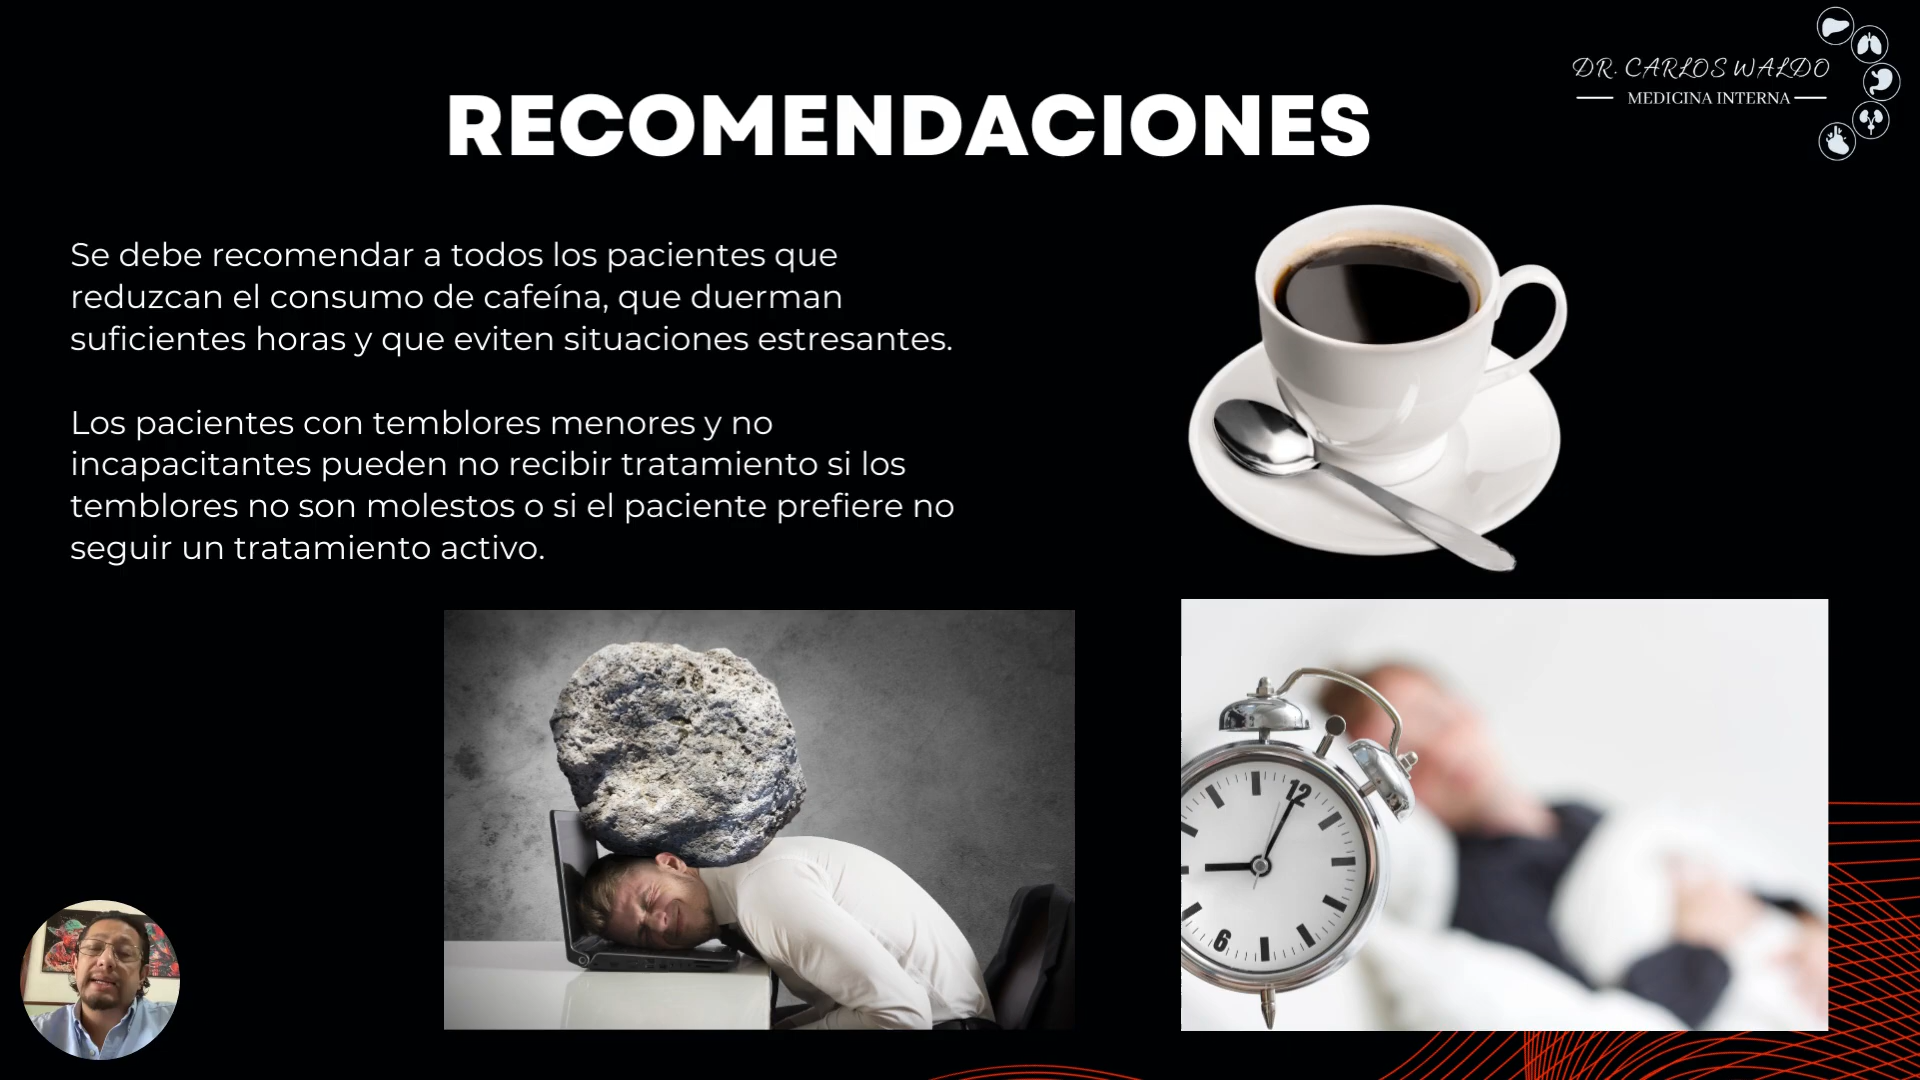 DR. CARLOS WALDO
MEDICINA INTERNA
RECOMENDACIONES
Se debe recomendar a todos los pacientes que
reduzcan el consumo de cafeína, que duerman
suficientes horas y que eviten situaciones estresantes.
Los pacientes con temblores menores y no
incapacitantes pueden no recibir tratamiento si los
temblores no son molestos o si el paciente prefiere no
seguir un tratamiento activo.
12
6